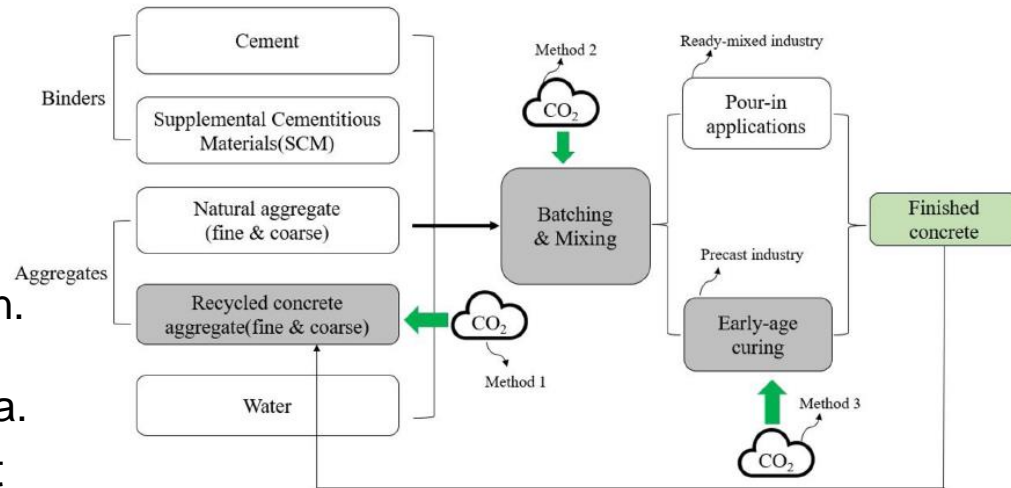 Binders
Cement
Supplemental Cementitious
Materials(SCM)
Aggregates
Natural aggregate
(fine & coarse)
Recycled concrete
aggregate(fine & coarse)
Water
CO₂
Method 1
Method 2
CO₂
Batching
& Mixing
Ready-mixed industry
Pour-in
applications
Precast industry
Early-age
curing
Method 3
CO₂
Finished
concrete
n.
a.